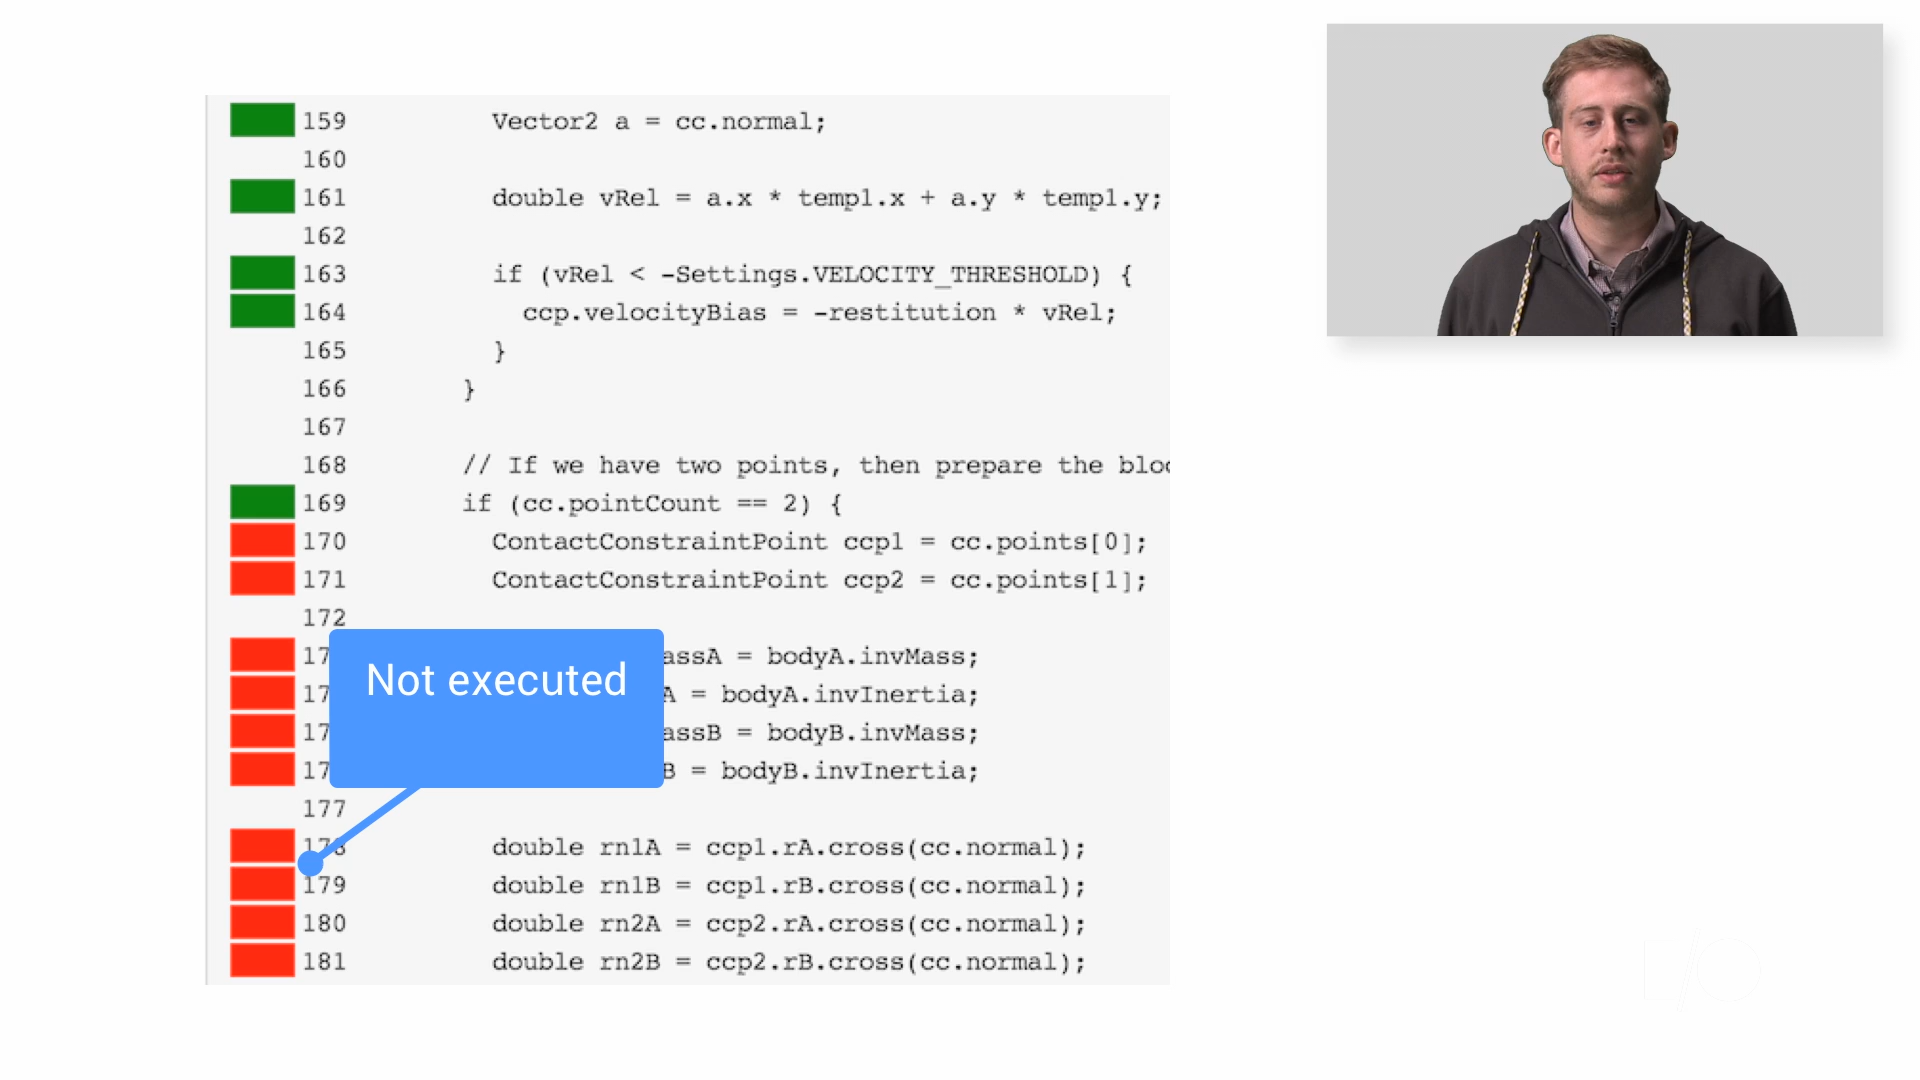 159 Vector2 a = cc.normal;
160
161 double vRel = a.x * temp1.x + a.y * temp1.y;
162
163 if (vRel < -Settings.VELOCITY_THRESHOLD) {
164 ccp.velocityBias = -restitution * vRel;
165 }
166 }
167
168 // If we have two points, then prepare the
169 if (cc.pointCount == 2) {
170 ContactConstraintPoint ccp1 = cc.points[0];
171 ContactConstraintPoint ccp2 = cc.points[1];
172
Not executed
= bodyA.invMass;
A = bodyA.invInertia;
= bodyB.invMass;
B = bodyB.invInertia;
177
178 double rn1A = ccp1.rA.cross(cc.normal);
179 double rn1B = ccp1.rB.cross(cc.normal);
180 double rn2A = ccp2.rA.cross(cc.normal);
181 double rn2B = ccp2.rB.cross(cc.normal);